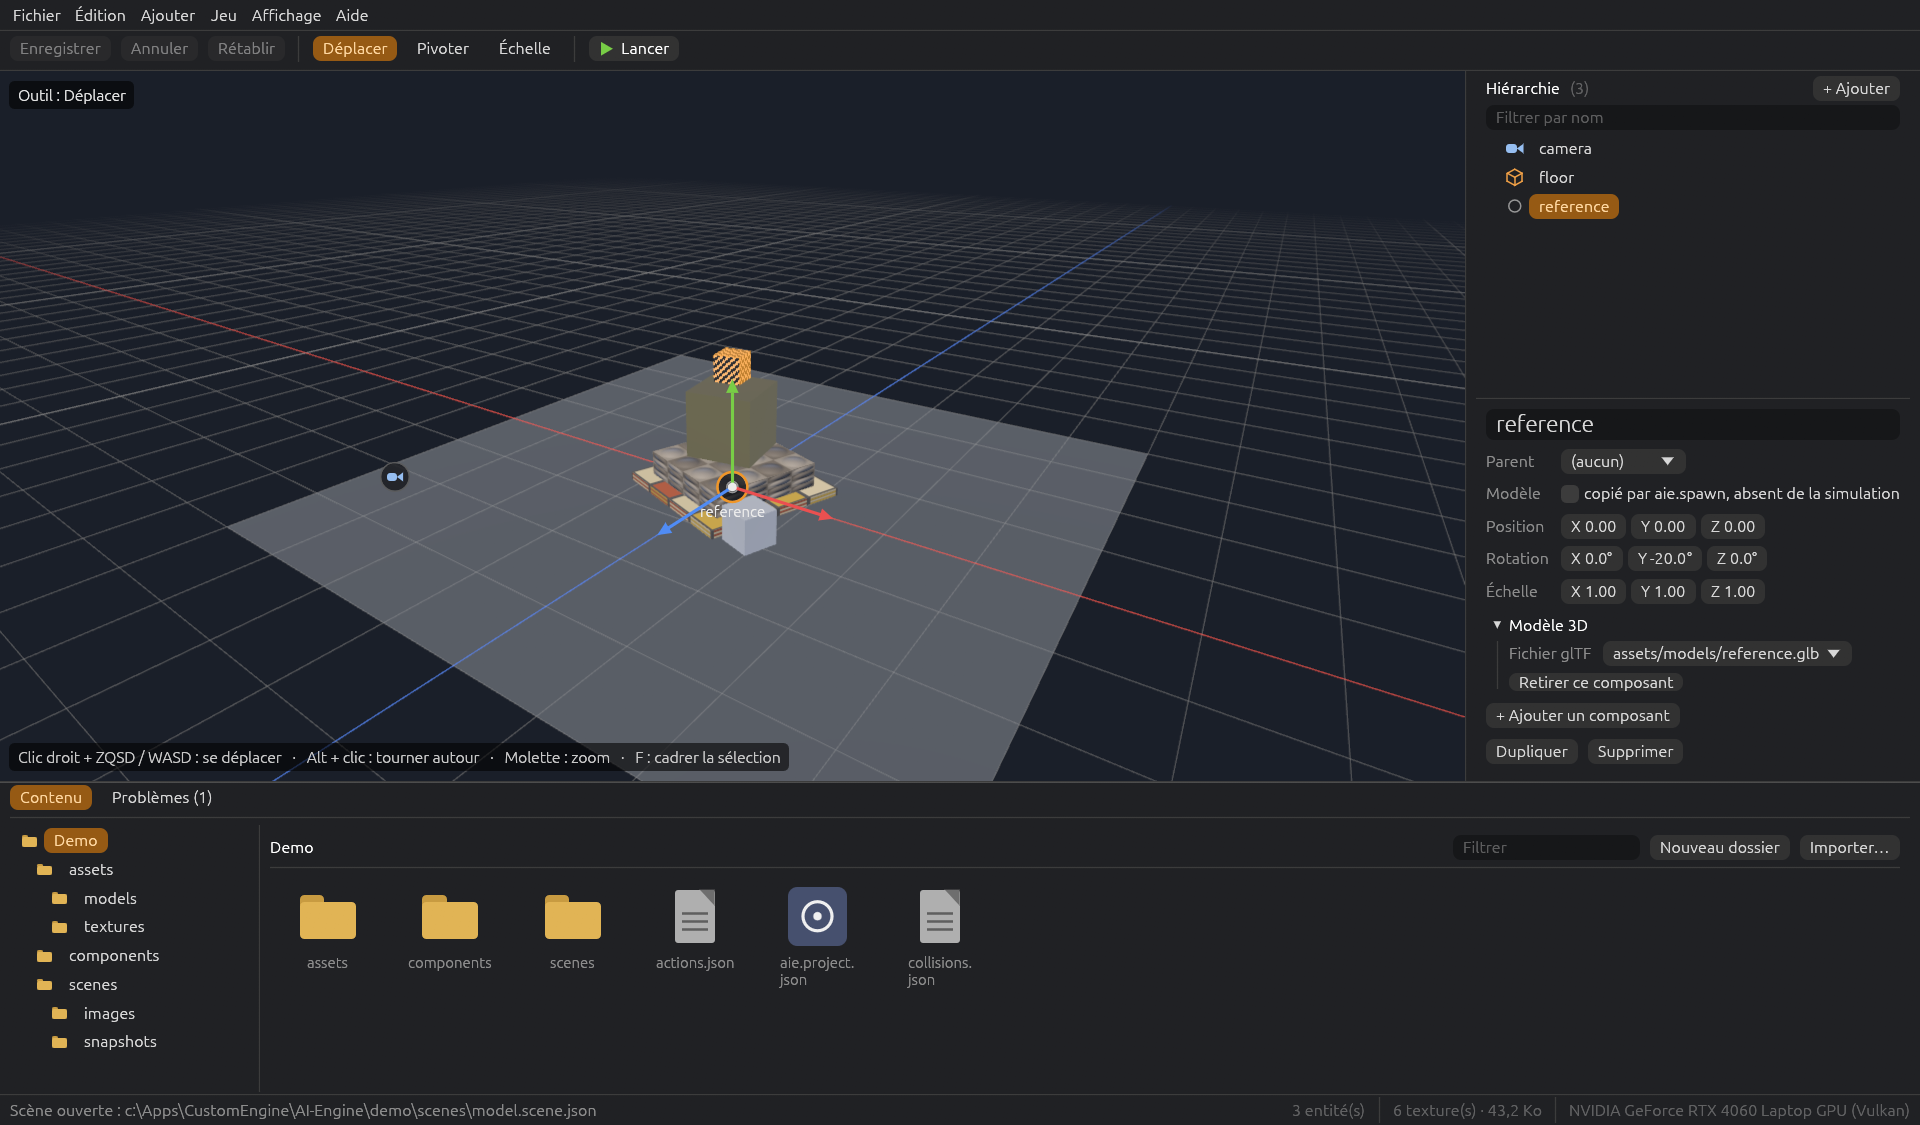 Fichier Édition Ajouter Jeu Affichage Aide
Enregistrer Annuler Rétablir Déplacer Pivoter Échelle Lancer
Outil : Déplacer
reference
Clic droit + ZQSD / WASD : se déplacer · Alt + clic : tourner autour · Molette : zoom · F : cadrer la sélection
Hiérarchie (3) + Ajouter
Filtrer par nom
camera
floor
reference
reference
Parent (aucun)
Modèle copié par aie.spawn, absent de la simulation
Position X 0.00 Y 0.00 Z 0.00
Rotation X 0.0° Y -20.0° Z 0.0°
Échelle X 1.00 Y 1.00 Z 1.00
Modèle 3D
Fichier glTF assets/models/reference.glb
Retirer ce composant
+ Ajouter un composant
Dupliquer Supprimer
Contenu Problèmes (1)
Demo
assets
models
textures
components
scenes
images
snapshots
Demo Filtrer Nouveau dossier Importer...
assets
components
scenes
actions.json
aie.project.
json
collisions.
json
Scène ouverte : c:\Apps\CustomEngine\AI-Engine\demo\scenes\model.scene.json 3 entité(s) 6 texture(s) · 43,2 Ko NVIDIA GeForce RTX 4060 Laptop GPU (Vulkan)